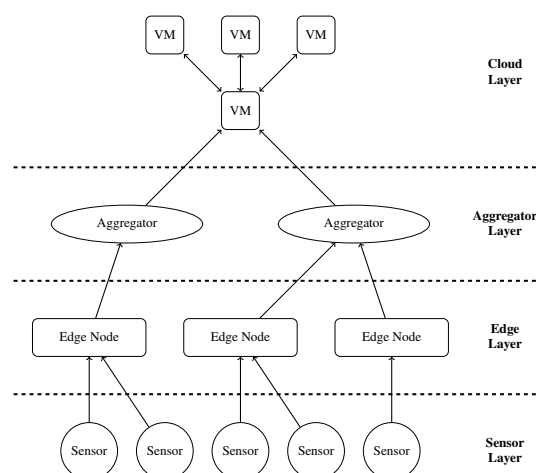 VM VM VM
Cloud
Layer
VM
Aggregator Aggregator
Aggregator
Layer
Edge Node Edge Node Edge Node
Edge
Layer
Sensor Sensor Sensor Sensor Sensor
Sensor
Layer